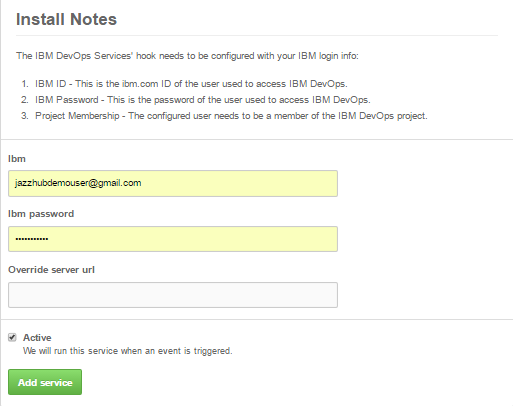 Install Notes
The IBM DevOps Services' hook needs to be configured with your IBM login info:
1. IBM ID - This is the ibm.com ID of the user used to access IBM DevOps.
2. IBM Password - This is the password of the user used to access IBM DevOps.
3. Project Membership - The configured user needs to be a member of the IBM DevOps project.
Ibm
jazzhubdemouser@gmail.com
Ibm password
•••••••••••
Override server url
Active
We will run this service when an event is triggered.
Add service